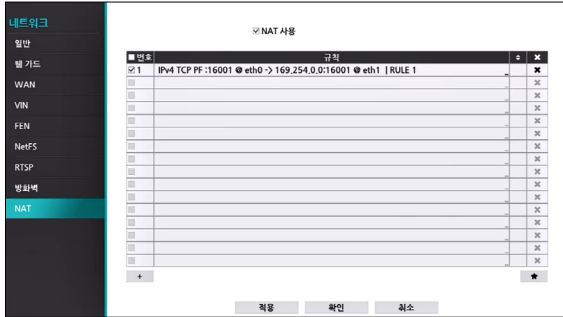 네트워크
일반
웹 가드
WAN
VIN
FEN
NetFS
RTSP
방화벽
NAT
NAT 사용
번호 규칙
1 IPv4 TCP PF :16001 @ eth0 -> 169.254.0.0:16001 @ eth1 | RULE 1
적용 확인 취소